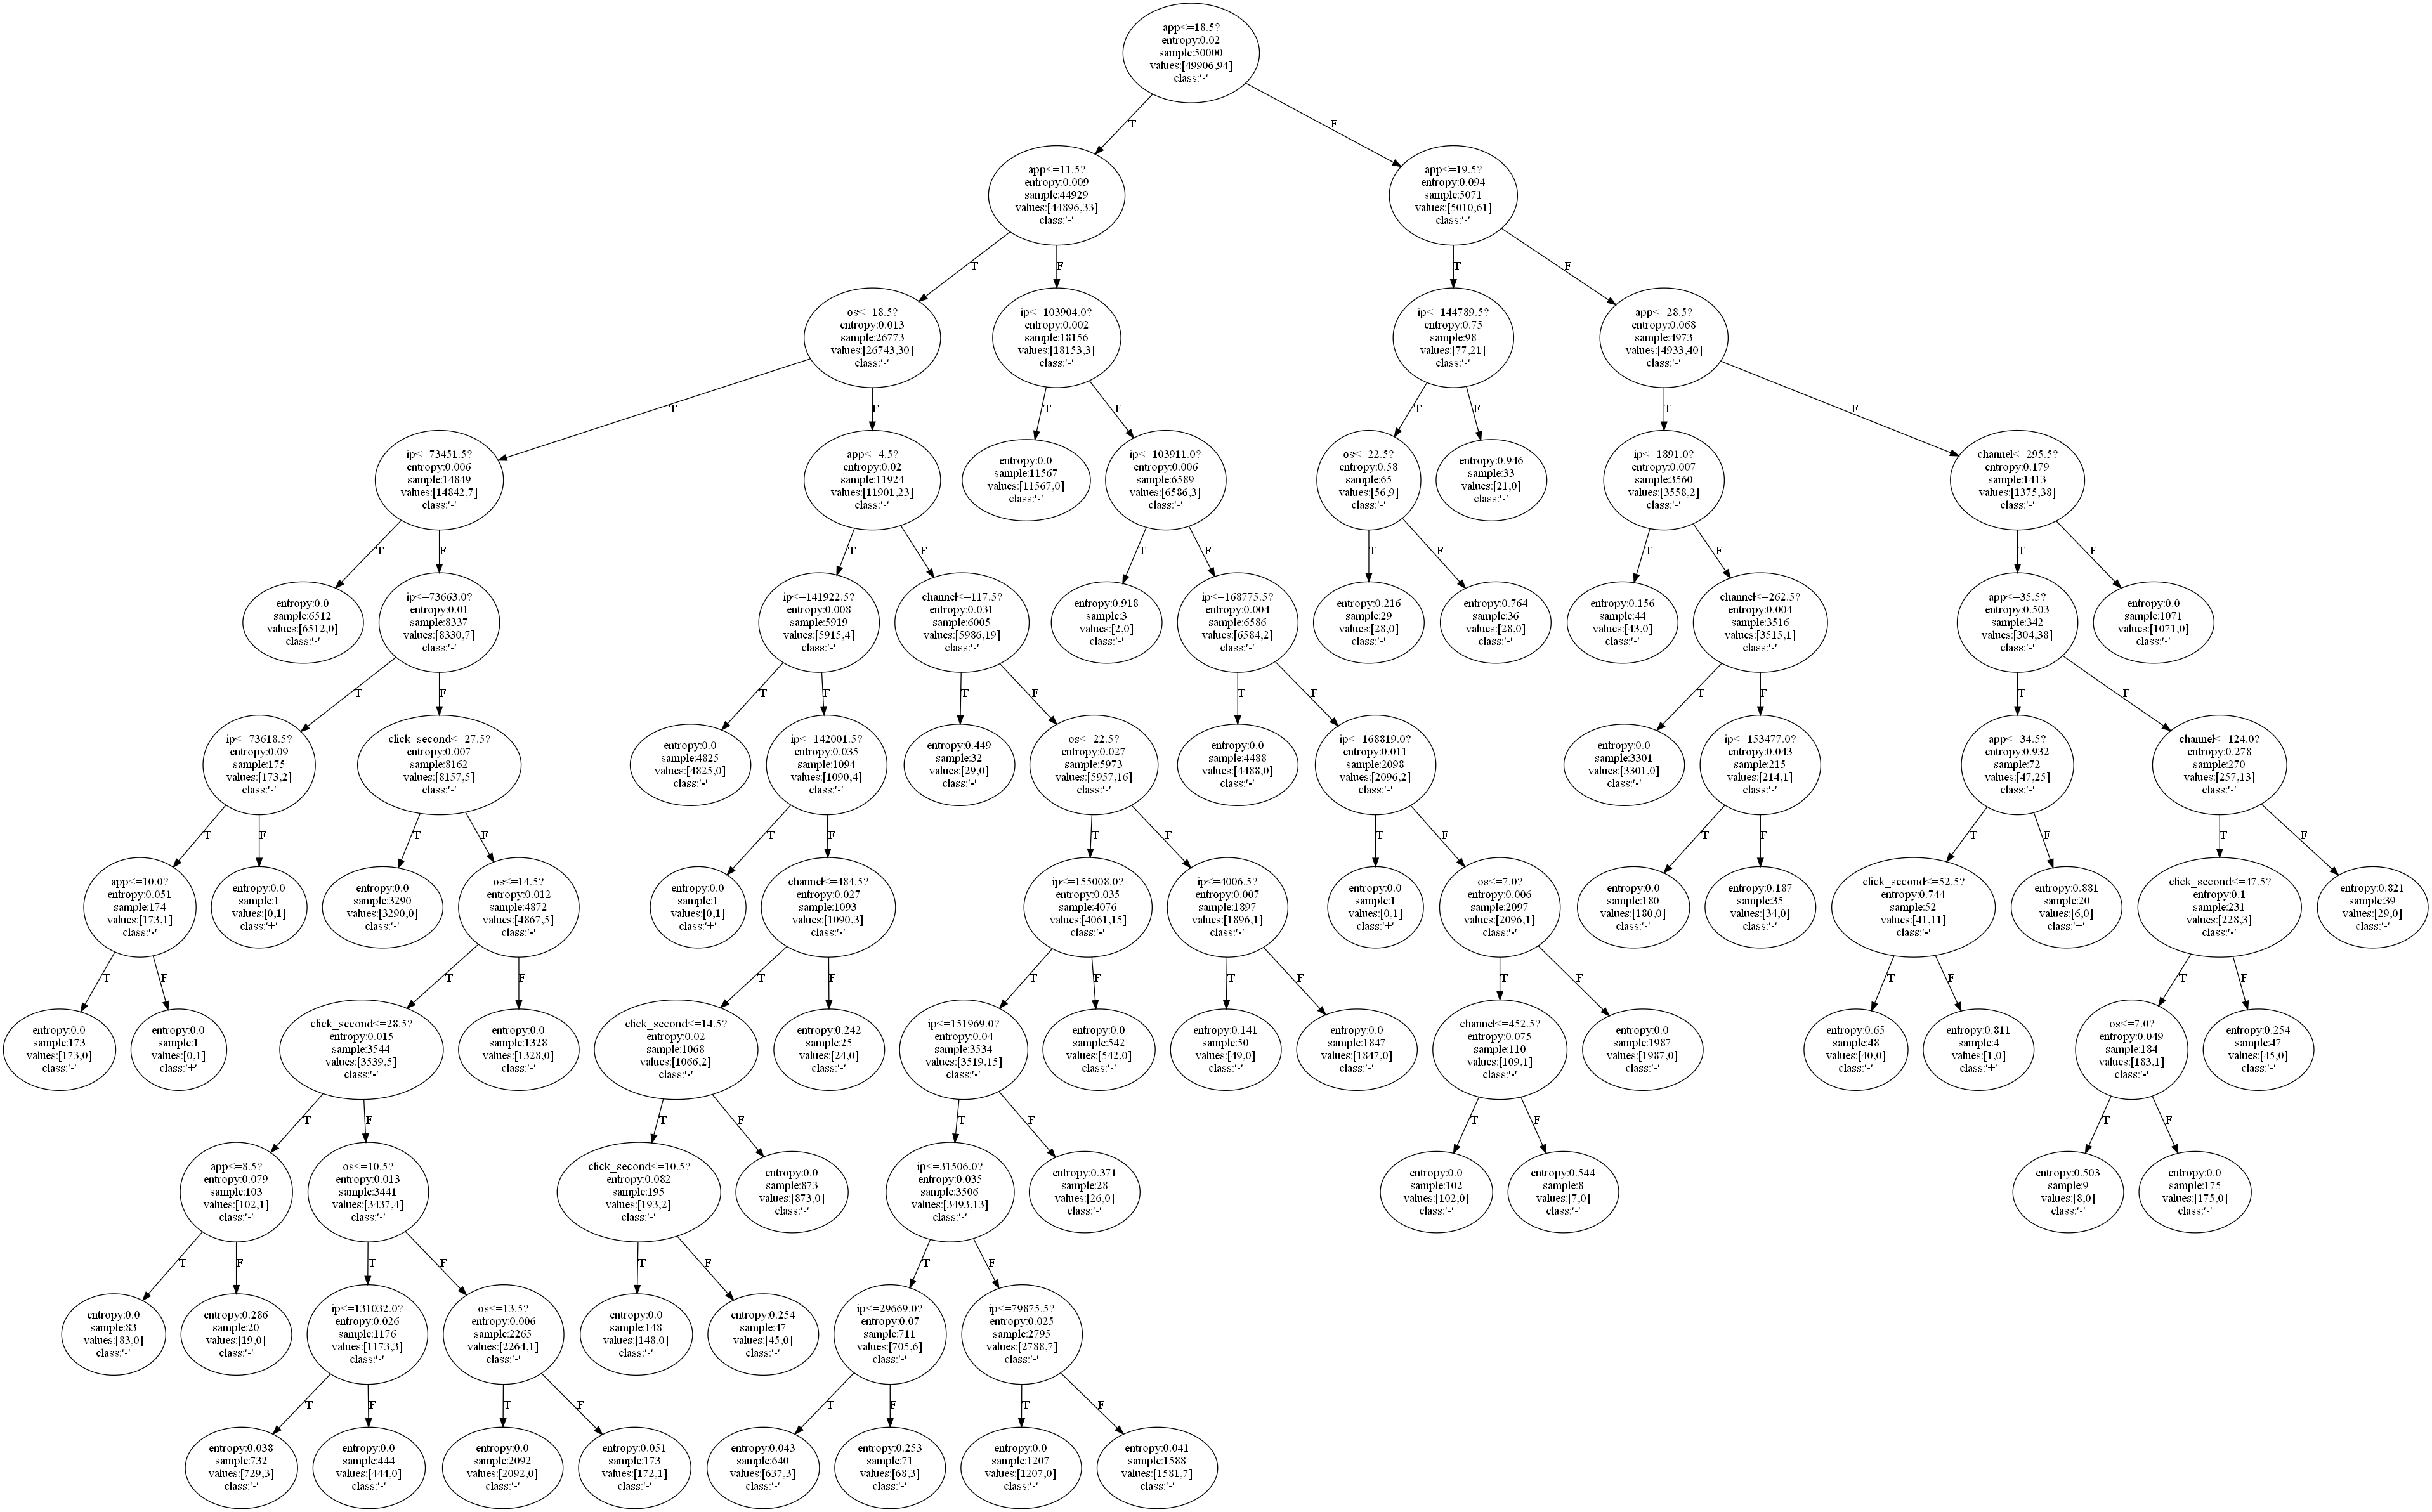 app<=18.5?
entropy:0.02
sample:50000
values:[49906,94]
class:'-'
T
F
app<=11.5?
entropy:0.009
sample:44929
values:[44896,33]
class:'-'
app<=19.5?
entropy:0.094
sample:5071
values:[5010,61]
class:'-'
T
F
T
F
os<=18.5?
entropy:0.013
sample:26773
values:[26743,30]
class:'-'
ip<=103904.0?
entropy:0.002
sample:18156
values:[18153,3]
class:'-'
ip<=144789.5?
entropy:0.75
sample:98
values:[77,21]
class:'-'
app<=28.5?
entropy:0.068
sample:4973
values:[4933,40]
class:'-'
T
F
T
F
T
F
T
F
ip<=73451.5?
entropy:0.006
sample:14849
values:[14842,7]
class:'-'
app<=4.5?
entropy:0.02
sample:11924
values:[11901,23]
class:'-'
entropy:0.0
sample:11567
values:[11567,0]
class:'-'
ip<=103911.0?
entropy:0.006
sample:6589
values:[6586,3]
class:'-'
os<=22.5?
entropy:0.58
sample:65
values:[56,9]
class:'-'
entropy:0.946
sample:33
values:[21,0]
class:'-'
ip<=1891.0?
entropy:0.007
sample:3560
values:[3558,2]
class:'-'
channel<=295.5?
entropy:0.179
sample:1413
values:[1375,38]
class:'-'
T
F
T
F
T
F
T
F
T
F
T
F
entropy:0.0
sample:6512
values:[6512,0]
class:'-'
ip<=73663.0?
entropy:0.01
sample:8337
values:[8330,7]
class:'-'
ip<=141922.5?
entropy:0.008
sample:5919
values:[5915,4]
class:'-'
channel<=117.5?
entropy:0.031
sample:6005
values:[5986,19]
class:'-'
entropy:0.918
sample:3
values:[2,0]
class:'-'
ip<=168775.5?
entropy:0.004
sample:6586
values:[6584,2]
class:'-'
entropy:0.216
sample:29
values:[28,0]
class:'-'
entropy:0.764
sample:36
values:[28,0]
class:'-'
entropy:0.156
sample:44
values:[43,0]
class:'-'
channel<=262.5?
entropy:0.004
sample:3516
values:[3515,1]
class:'-'
app<=35.5?
entropy:0.503
sample:342
values:[304,38]
class:'-'
entropy:0.0
sample:1071
values:[1071,0]
class:'-'
T
F
T
F
T
F
T
F
T
F
T
F
ip<=73618.5?
entropy:0.09
sample:175
values:[173,2]
class:'-'
click_second<=27.5?
entropy:0.007
sample:8162
values:[8157,5]
class:'-'
entropy:0.0
sample:4825
values:[4825,0]
class:'-'
ip<=142001.5?
entropy:0.035
sample:1094
values:[1090,4]
class:'-'
entropy:0.449
sample:32
values:[29,0]
class:'-'
os<=22.5?
entropy:0.027
sample:5973
values:[5957,16]
class:'-'
entropy:0.0
sample:4488
values:[4488,0]
class:'-'
ip<=168819.0?
entropy:0.011
sample:2098
values:[2096,2]
class:'-'
entropy:0.0
sample:3301
values:[3301,0]
class:'-'
ip<=153477.0?
entropy:0.043
sample:215
values:[214,1]
class:'-'
app<=34.5?
entropy:0.932
sample:72
values:[47,25]
class:'-'
channel<=124.0?
entropy:0.278
sample:270
values:[257,13]
class:'-'
T
F
T
F
T
F
T
F
T
F
T
F
T
F
T
F
app<=10.0?
entropy:0.051
sample:174
values:[173,1]
class:'-'
entropy:0.0
sample:1
values:[0,1]
class:'+'
entropy:0.0
sample:3290
values:[3290,0]
class:'-'
os<=14.5?
entropy:0.012
sample:4872
values:[4867,5]
class:'-'
entropy:0.0
sample:1
values:[0,1]
class:'+'
channel<=484.5?
entropy:0.027
sample:1093
values:[1090,3]
class:'-'
ip<=155008.0?
entropy:0.035
sample:4076
values:[4061,15]
class:'-'
ip<=4006.5?
entropy:0.007
sample:1897
values:[1896,1]
class:'-'
entropy:0.0
sample:1
values:[0,1]
class:'+'
os<=7.0?
entropy:0.006
sample:2097
values:[2096,1]
class:'-'
entropy:0.0
sample:180
values:[180,0]
class:'-'
entropy:0.187
sample:35
values:[34,0]
class:'-'
click_second<=52.5?
entropy:0.744
sample:52
values:[41,11]
class:'-'
entropy:0.881
sample:20
values:[6,0]
class:'+'
click_second<=47.5?
entropy:0.1
sample:231
values:[228,3]
class:'-'
entropy:0.821
sample:39
values:[29,0]
class:'-'
T
F
T
F
T
F
T
F
T
F
T
F
T
F
T
F
entropy:0.0
sample:173
values:[173,0]
class:'-'
entropy:0.0
sample:1
values:[0,1]
class:'+'
click_second<=28.5?
entropy:0.015
sample:3544
values:[3539,5]
class:'-'
entropy:0.0
sample:1328
values:[1328,0]
class:'-'
click_second<=14.5?
entropy:0.02
sample:1068
values:[1066,2]
class:'-'
entropy:0.242
sample:25
values:[24,0]
class:'-'
ip<=151969.0?
entropy:0.04
sample:3534
values:[3519,15]
class:'-'
entropy:0.0
sample:542
values:[542,0]
class:'-'
entropy:0.141
sample:50
values:[49,0]
class:'-'
entropy:0.0
sample:1847
values:[1847,0]
class:'-'
channel<=452.5?
entropy:0.075
sample:110
values:[109,1]
class:'-'
entropy:0.0
sample:1987
values:[1987,0]
class:'-'
entropy:0.65
sample:48
values:[40,0]
class:'-'
entropy:0.811
sample:4
values:[1,0]
class:'+'
os<=7.0?
entropy:0.049
sample:184
values:[183,1]
class:'-'
entropy:0.254
sample:47
values:[45,0]
class:'-'
T
F
T
F
T
F
T
F
T
F
app<=8.5?
entropy:0.079
sample:103
values:[102,1]
class:'-'
os<=10.5?
entropy:0.013
sample:3441
values:[3437,4]
class:'-'
click_second<=10.5?
entropy:0.082
sample:195
values:[193,2]
class:'-'
entropy:0.0
sample:873
values:[873,0]
class:'-'
ip<=31506.0?
entropy:0.035
sample:3506
values:[3493,13]
class:'-'
entropy:0.371
sample:28
values:[26,0]
class:'-'
entropy:0.0
sample:102
values:[102,0]
class:'-'
entropy:0.544
sample:8
values:[7,0]
class:'-'
entropy:0.503
sample:9
values:[8,0]
class:'-'
entropy:0.0
sample:175
values:[175,0]
class:'-'
T
F
T
F
T
F
T
F
entropy:0.0
sample:83
values:[83,0]
class:'-'
entropy:0.286
sample:20
values:[19,0]
class:'-'
ip<=131032.0?
entropy:0.026
sample:1176
values:[1173,3]
class:'-'
os<=13.5?
entropy:0.006
sample:2265
values:[2264,1]
class:'-'
entropy:0.0
sample:148
values:[148,0]
class:'-'
entropy:0.254
sample:47
values:[45,0]
class:'-'
ip<=29669.0?
entropy:0.07
sample:711
values:[705,6]
class:'-'
ip<=79875.5?
entropy:0.025
sample:2795
values:[2788,7]
class:'-'
T
F
T
F
T
F
T
F
entropy:0.038
sample:732
values:[729,3]
class:'-'
entropy:0.0
sample:444
values:[444,0]
class:'-'
entropy:0.0
sample:2092
values:[2092,0]
class:'-'
entropy:0.051
sample:173
values:[172,1]
class:'-'
entropy:0.043
sample:640
values:[637,3]
class:'-'
entropy:0.253
sample:71
values:[68,3]
class:'-'
entropy:0.0
sample:1207
values:[1207,0]
class:'-'
entropy:0.041
sample:1588
values:[1581,7]
class:'-'